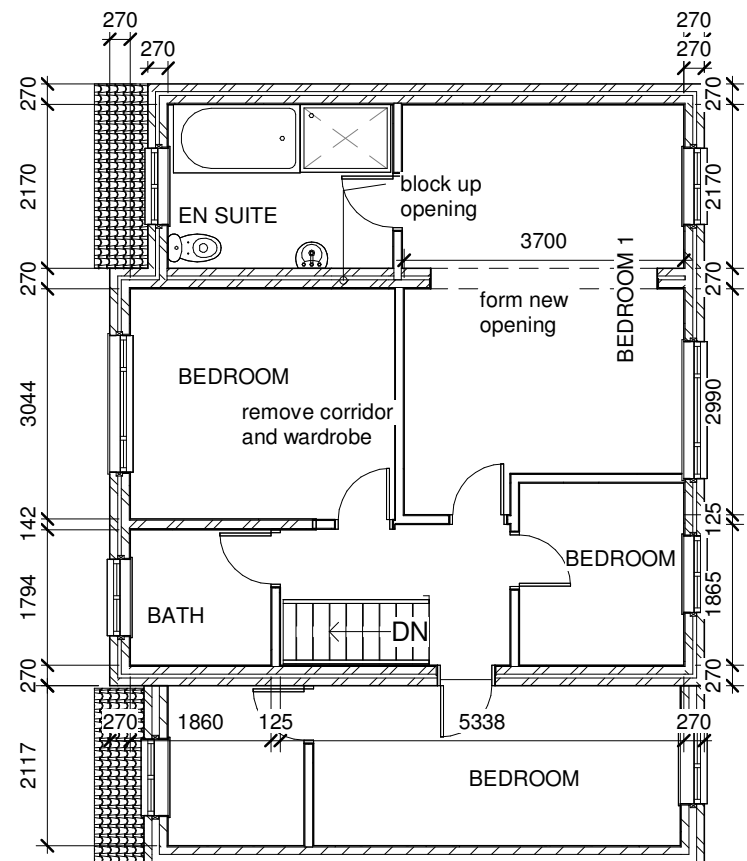 270
270
270
270
270
270
2170
EN SUITE
block up
opening
2170
3700
270
270
form new
opening
BEDROOM 1
BEDROOM
remove corridor
and wardrobe
3044
2990
142
125
BEDROOM
1794
1865
BATH
DN
270
270
270
1860
125
5338
270
2117
BEDROOM